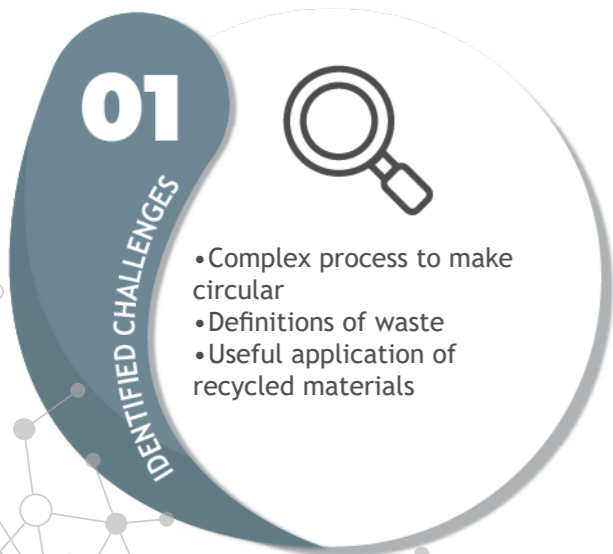 01
IDENTIFIED CHALLENGES
•Complex process to make
circular
•Definitions of waste
•Useful application of
recycled materials